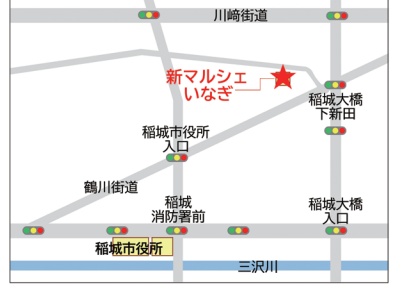 川﨑街道
新マルシェ
いなぎ
稲城大橋
下新田
稲城市役所
入口
鶴川街道
稲城
消防署前
稲城大橋
入口
稲城市役所
三沢川